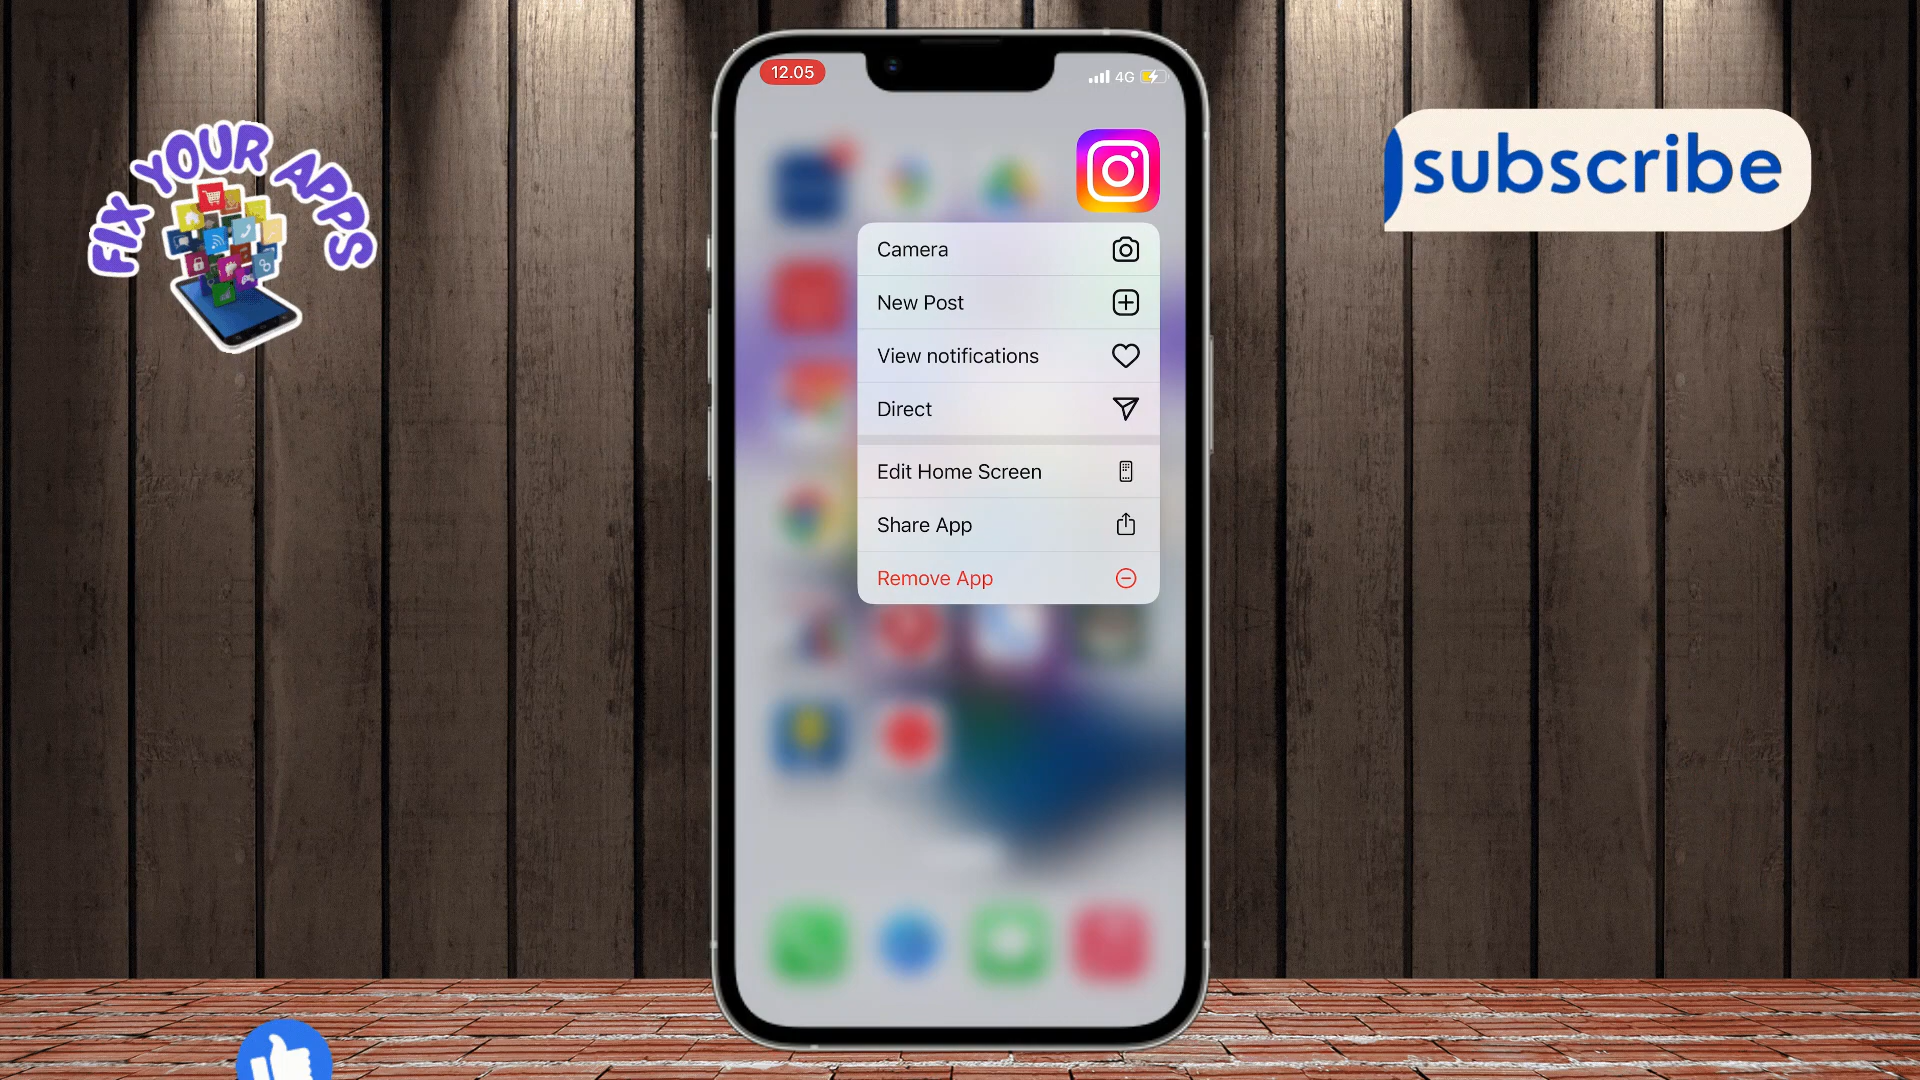 FIX YOUR APPS
12.05
4G
subscribe
Camera
New Post
View notifications
Direct
Edit Home Screen
Share App
Remove App